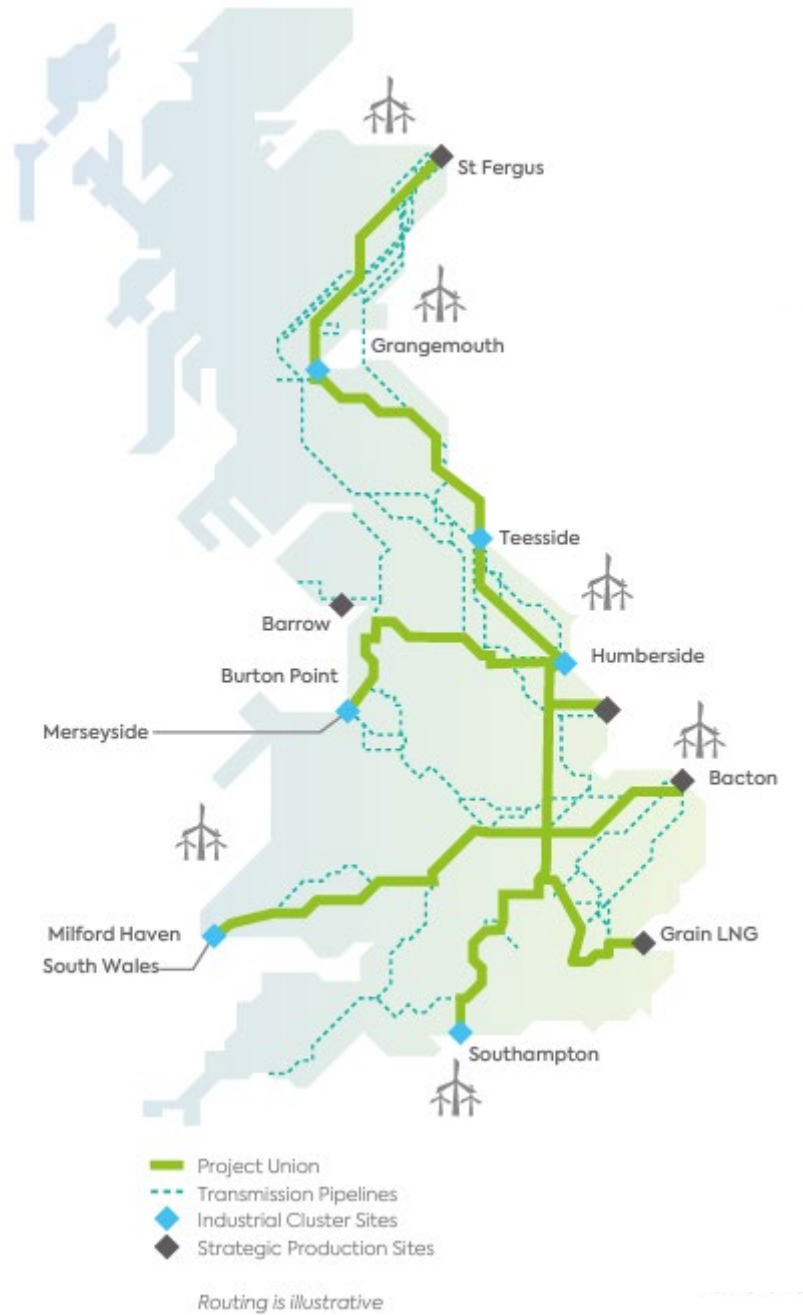 St Fergus
Grangemouth
Teesside
Barrow
Humberside
Burton Point
Merseyside
Bacton
Milford Haven
Grain LNG
South Wales
Southampton
Project Union
Transmission Pipelines
Industrial Cluster Sites
Strategic Production Sites
Routing is illustrative